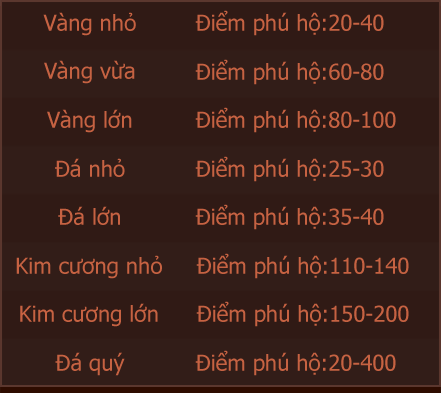 Vàng nhỏ Điểm phú hộ:20-40
Vàng vừa Điểm phú hộ:60-80
Vàng lớn Điểm phú hộ:80-100
Đá nhỏ Điểm phú hộ:25-30
Đá lớn Điểm phú hộ:35-40
Kim cương nhỏ Điểm phú hộ:110-140
Kim cương lớn Điểm phú hộ:150-200
Đá quý Điểm phú hộ:20-400